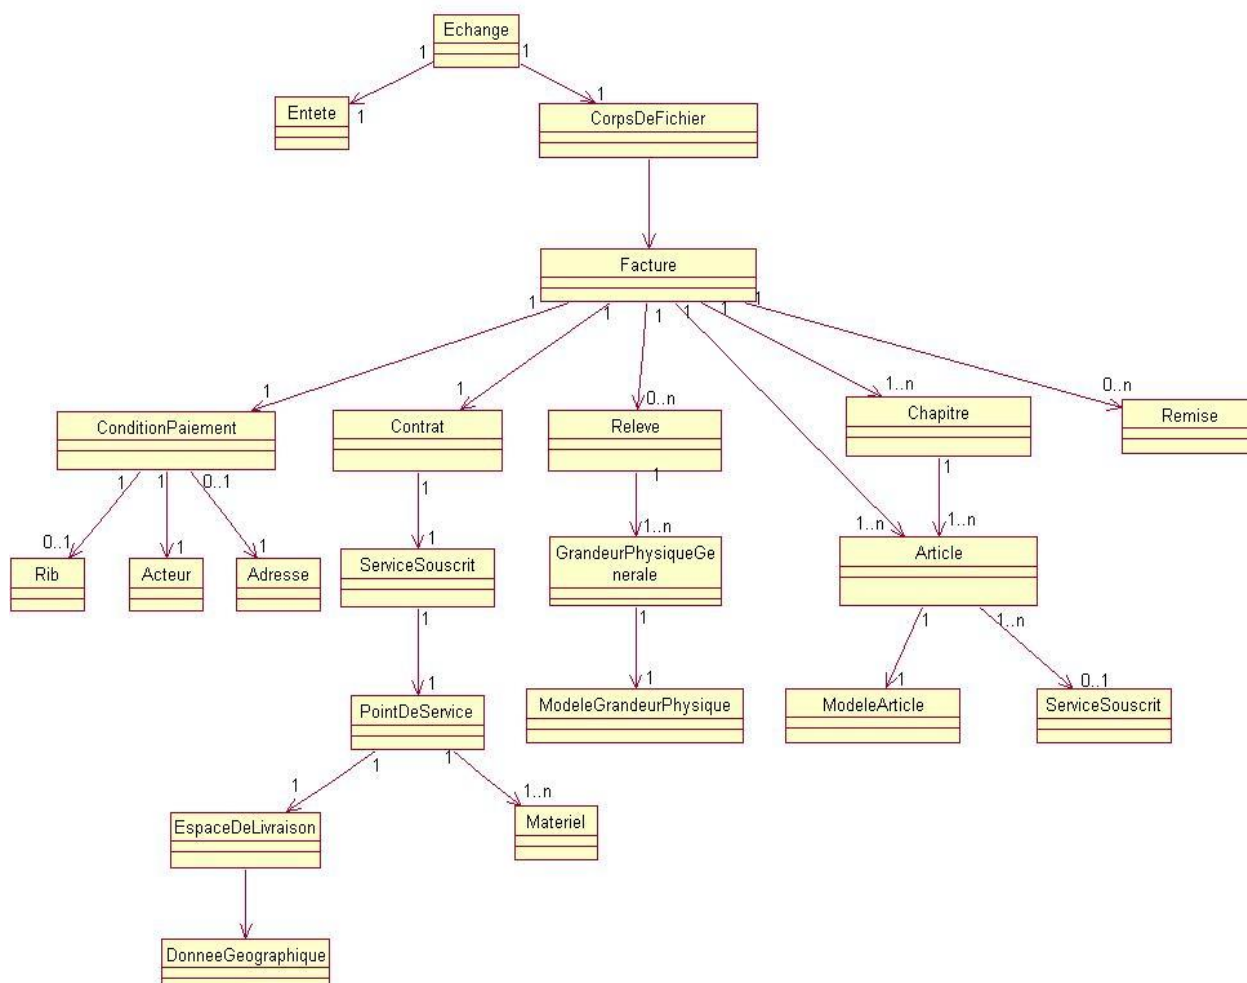 Echange
1 1
1 1
Entete
CorpsDeFichier
Facture
1 1 1 1 1 1
1 1 0..n 1..n 1..n 0..n
ConditionPaiement
Contrat
Releve
Chapitre
Remise
1 1 0..1 1 1 1
0..1 1 1 1 1..n 1..n
Rib
Acteur
Adresse
ServiceSouscrit
GrandeurPhysiqueGe
nerale
Article
1 1 1 1..n
1 1 1 0..1
PointDeService
ModeleGrandeurPhysique
ModeleArticle
ServiceSouscrit
1 1
1 1..n
EspaceDeLivraison
Materiel
DonneeGeographique